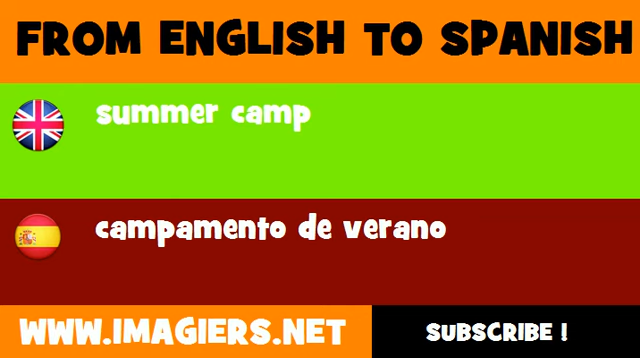 FROM ENGLISH TO SPANISH
summer camp
campamento de verano
WWW.IMAGIERS.NET
SUBSCRIBE !